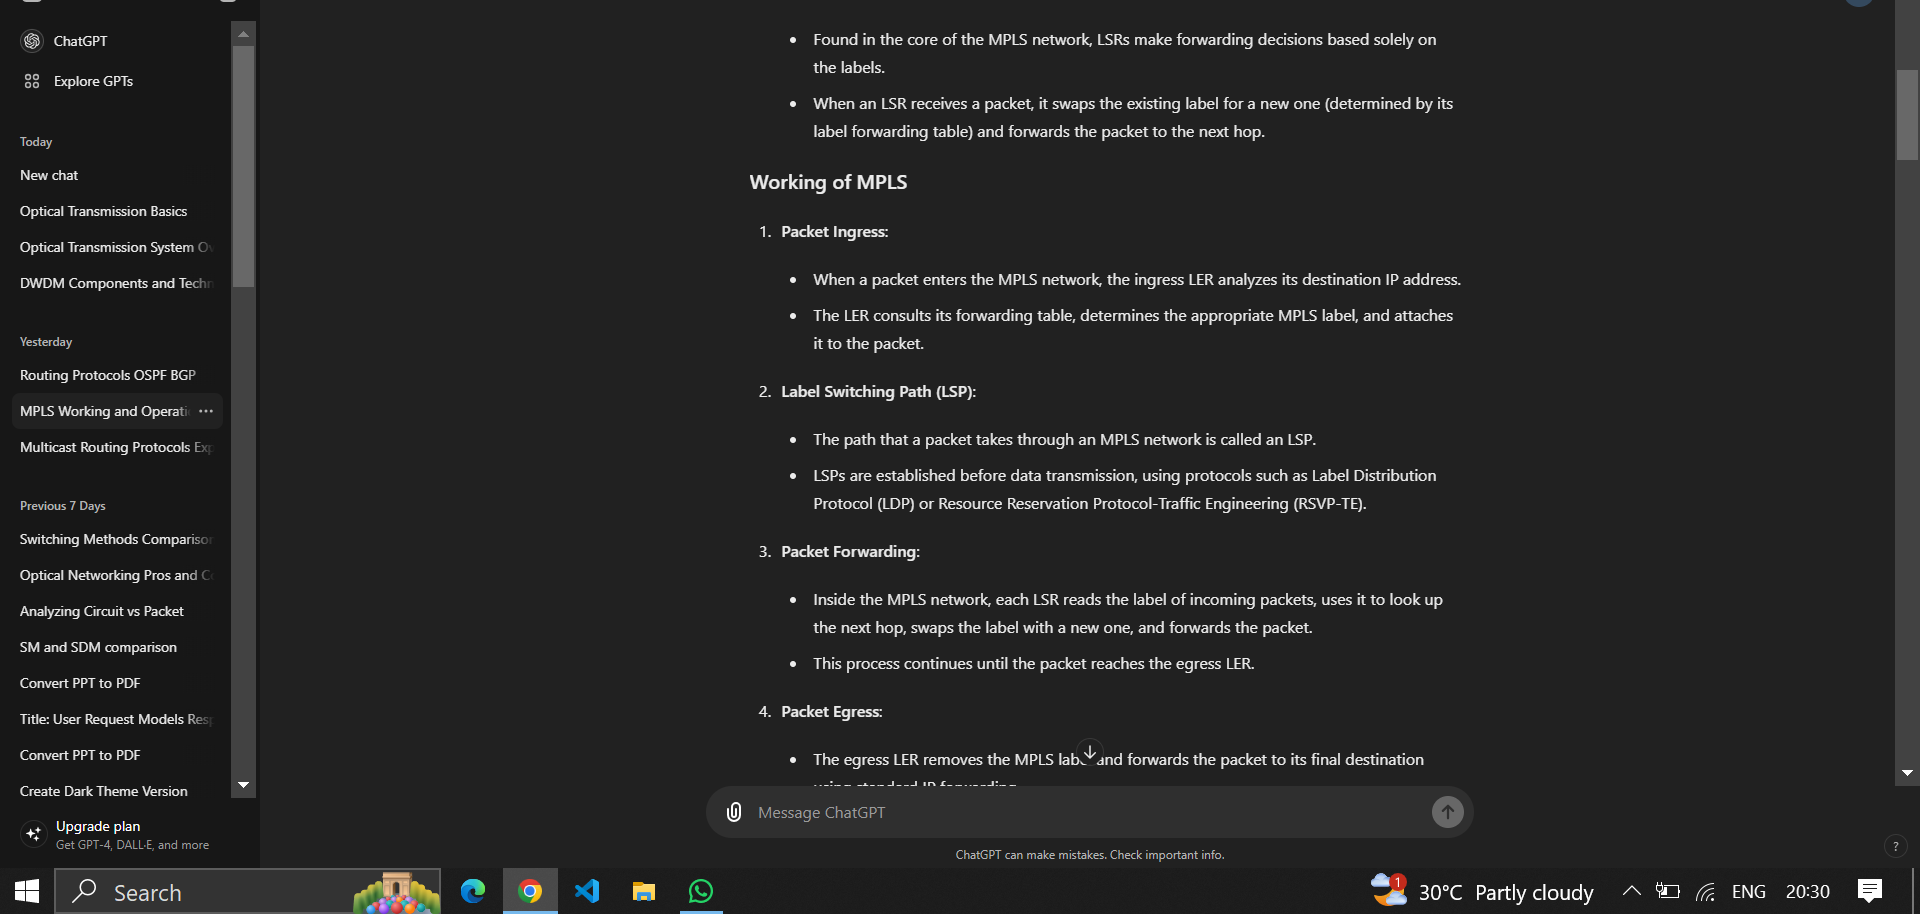 ChatGPT
Explore GPTs
Today
New chat
Optical Transmission Basics
Optical Transmission System
DWDM Components and Techn
Yesterday
Routing Protocols OSPF BGP
MPLS Working and Operati ...
Multicast Routing Protocols Exp
Previous 7 Days
Switching Methods Comparison
Optical Networking Pros and
Analyzing Circuit vs Packet
SM and SDM comparison
Convert PPT to PDF
Title: User Request Models Resp
Convert PPT to PDF
Create Dark Theme Version
Upgrade plan
Get GPT-4, DALL·E, and more
• Found in the core of the MPLS network, LSRs make forwarding decisions based solely on
the labels.
• When an LSR receives a packet, it swaps the existing label for a new one (determined by its
label forwarding table) and forwards the packet to the next hop.
Working of MPLS
1. Packet Ingress:
• When a packet enters the MPLS network, the ingress LER analyzes its destination IP address.
• The LER consults its forwarding table, determines the appropriate MPLS label, and attaches
it to the packet.
2. Label Switching Path (LSP):
• The path that a packet takes through an MPLS network is called an LSP.
• LSPs are established before data transmission, using protocols such as Label Distribution
Protocol (LDP) or Resource Reservation Protocol-Traffic Engineering (RSVP-TE).
3. Packet Forwarding:
• Inside the MPLS network, each LSR reads the label of incoming packets, uses it to look up
the next hop, swaps the label with a new one, and forwards the packet.
• This process continues until the packet reaches the egress LER.
4. Packet Egress:
• The egress LER removes the MPLS label and forwards the packet to its final destination
using standard IP forwarding
Message ChatGPT
ChatGPT can make mistakes. Check important info.
?
Search
1
30°C Partly cloudy
ENG
20:30